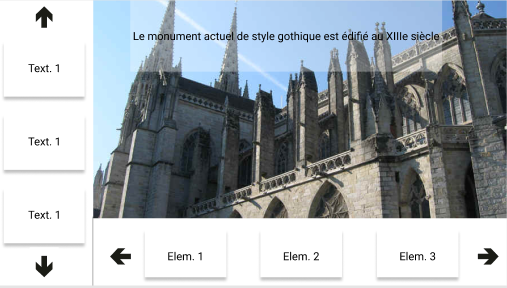 Le monument actuel de style gothique est édifié au XIIIe siècle
Text. 1
Text. 1
Text. 1
Elem. 1
Elem. 2
Elem. 3